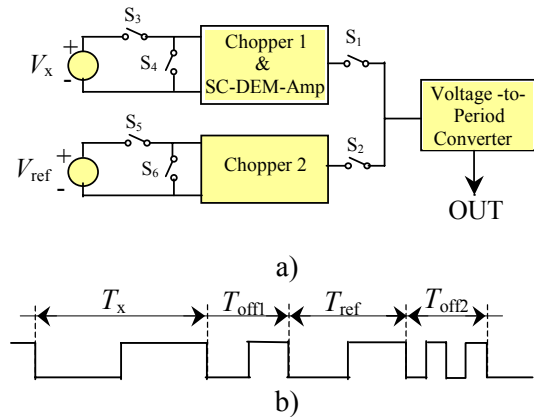 S3
S4
Vx
+
-
Chopper 1
&
SC-DEM-Amp
S1
Voltage -to-
Period
Converter
S5
S6
Vref
+
-
Chopper 2
S2
OUT
a)
Tx
Toff1
Tref
Toff2
b)